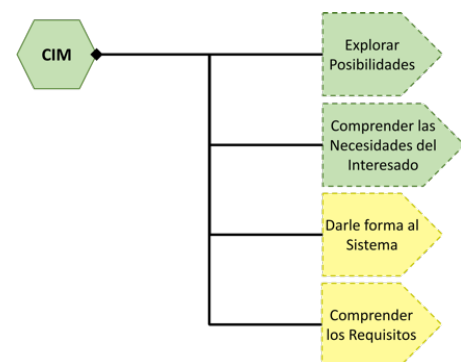 CIM
Explorar
Posibilidades
Comprender las
Necesidades del
Interesado
Darle forma al
Sistema
Comprender
los Requisitos